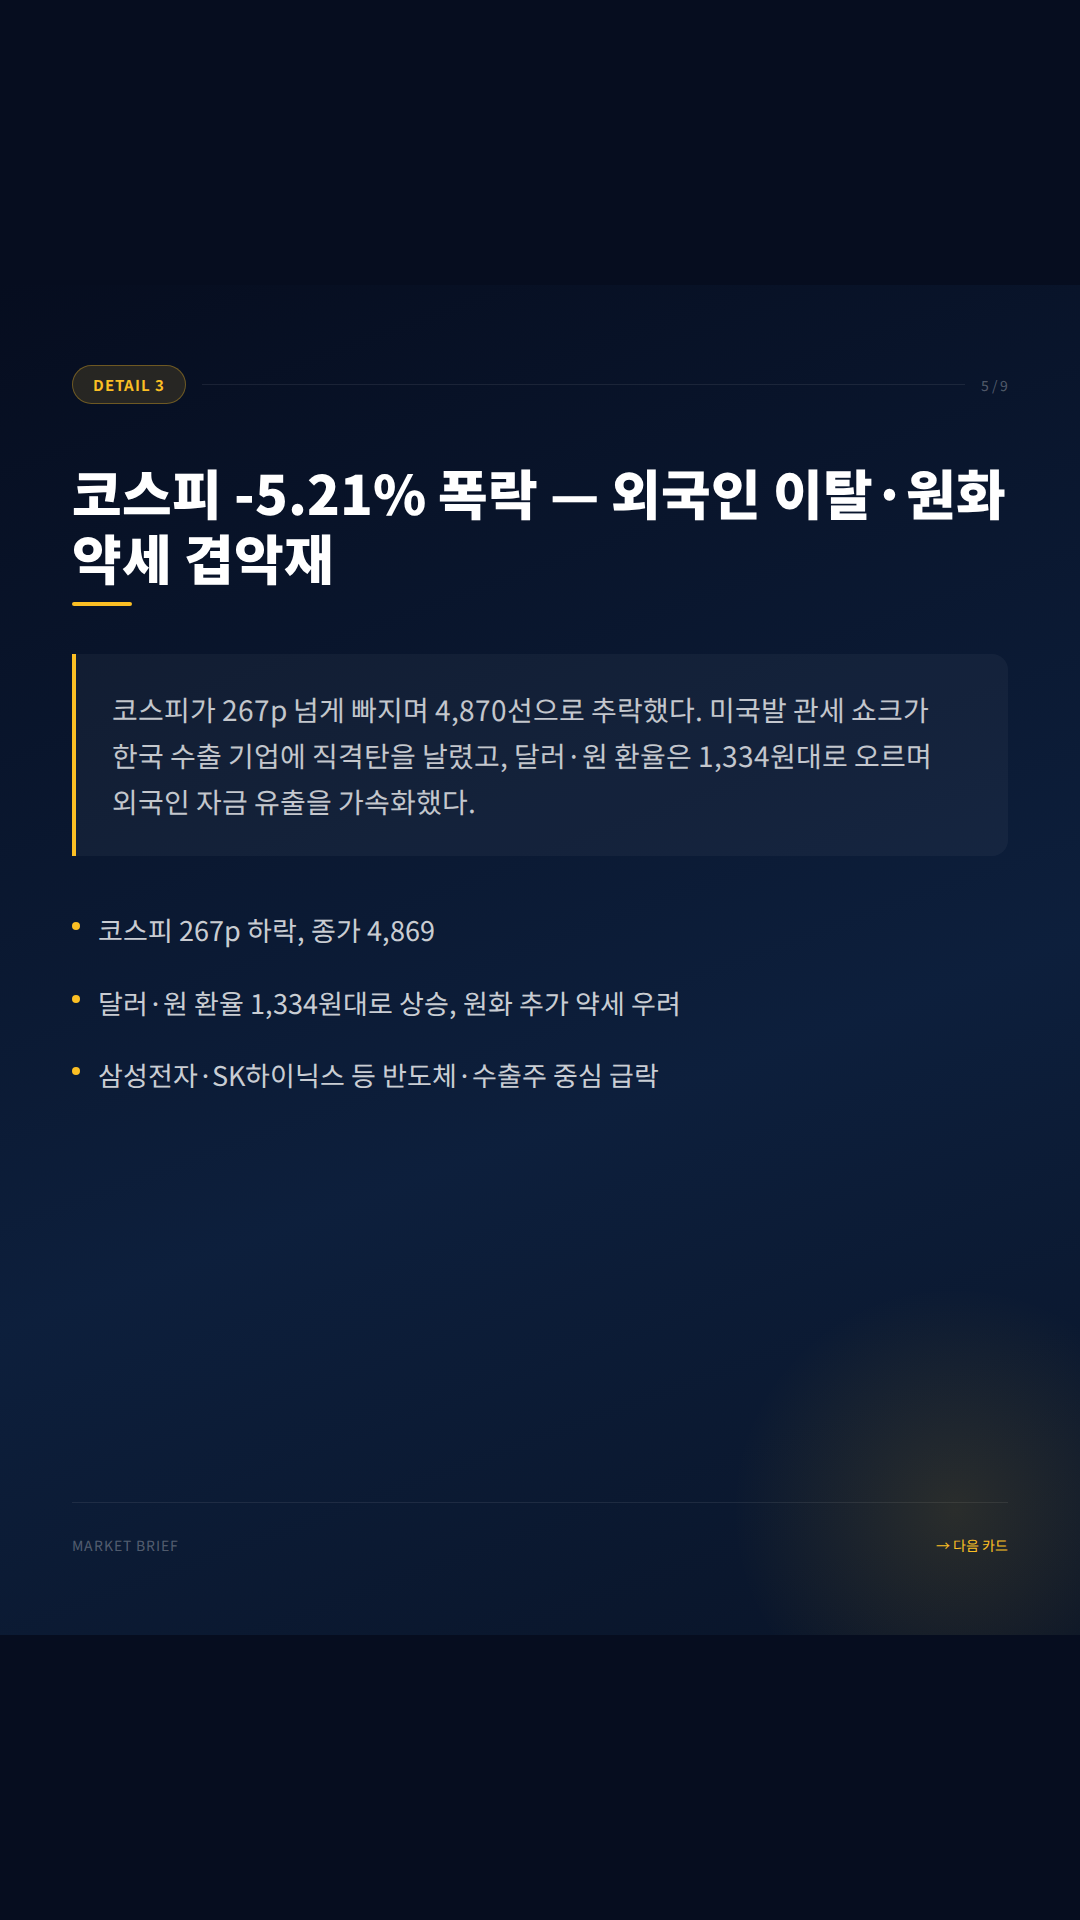 DETAIL 3
5 / 9
코스피 -5.21% 폭락 — 외국인 이탈·원화
약세 겹악재
코스피가 267p 넘게 빠지며 4,870선으로 추락했다. 미국발 관세 쇼크가
한국 수출 기업에 직격탄을 날렸고, 달러·원 환율은 1,334원대로 오르며
외국인 자금 유출을 가속화했다.
• 코스피 267p 하락, 종가 4,869
• 달러·원 환율 1,334원대로 상승, 원화 추가 약세 우려
• 삼성전자·SK하이닉스 등 반도체·수출주 중심 급락
MARKET BRIEF
→ 다음 카드